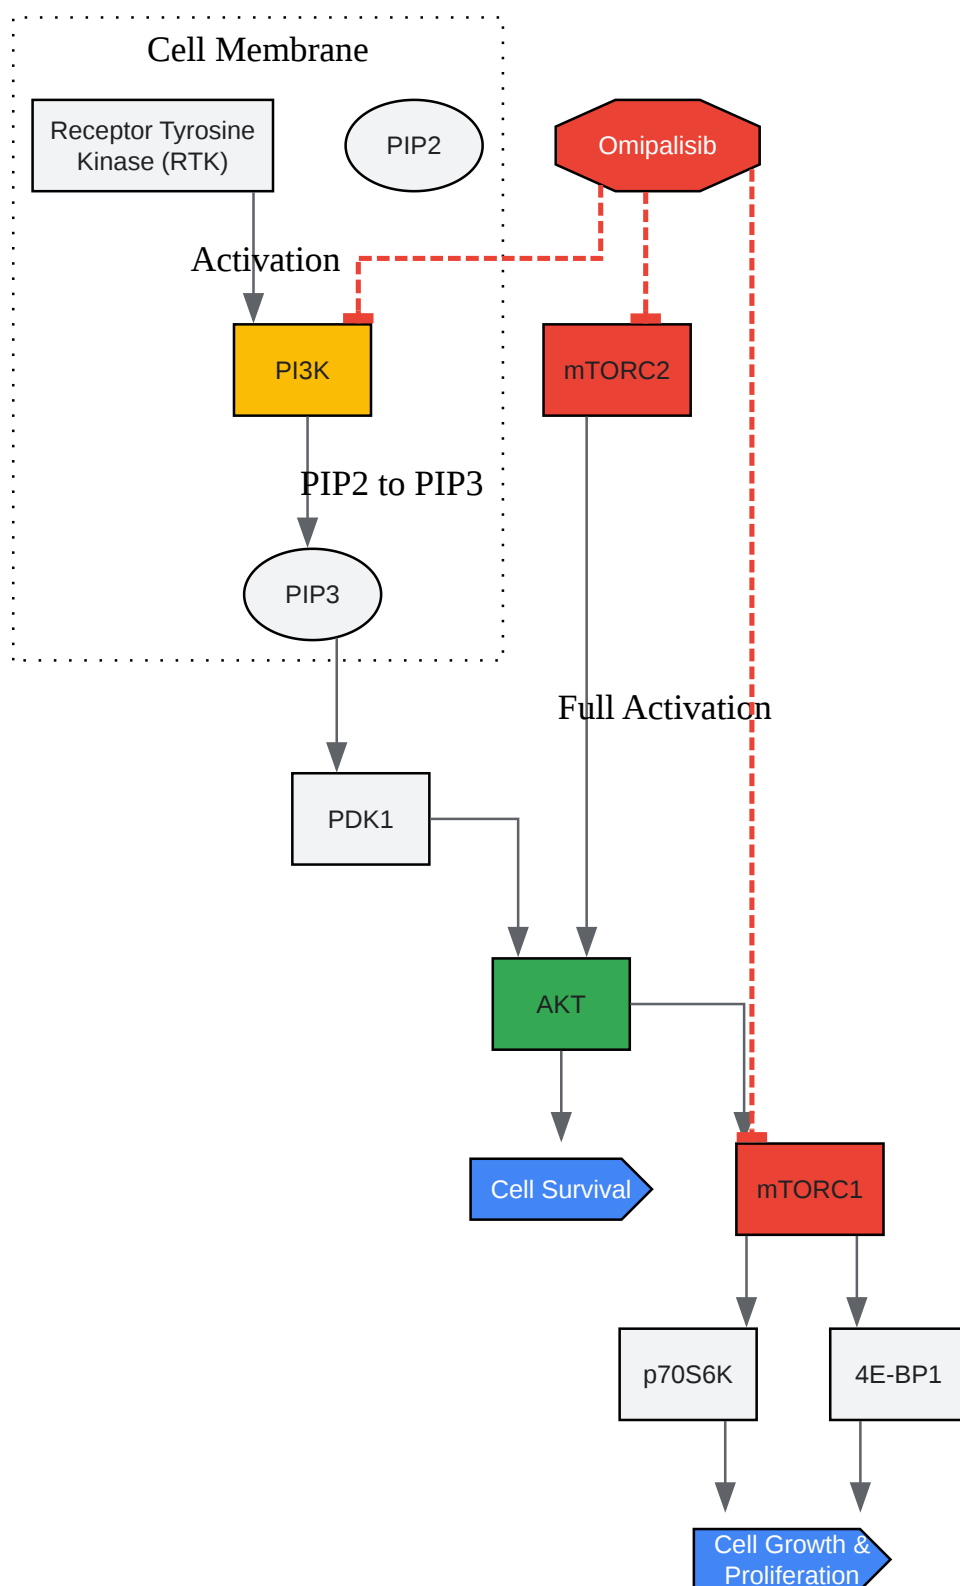 Cell Membrane
Receptor Tyrosine
Kinase (RTK)
PIP2
Omipalisib
Activation
PI3K
mTORC2
PIP2 to PIP3
PIP3
Full Activation
PDK1
AKT
Cell Survival
mTORC1
p70S6K
4E-BP1
Cell Growth &
Proliferation